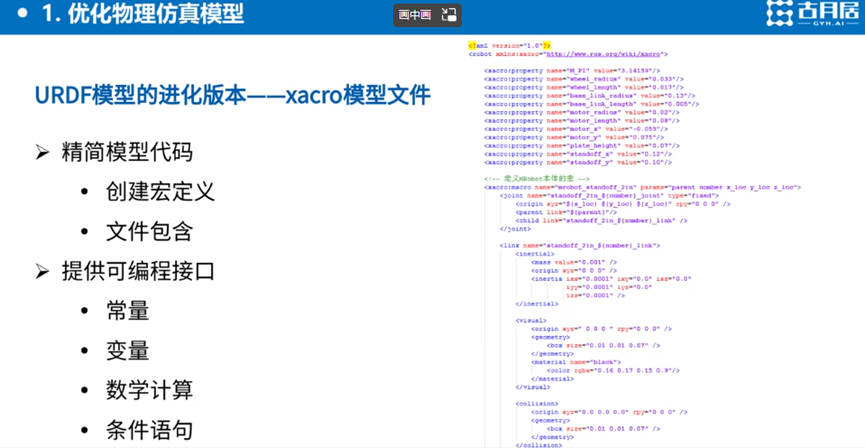 • 1. 优化物理仿真模型
画中画
古月居
GYH.AI
URDF模型的进化版本——xacro模型文件
➢ 精简模型代码
• 创建宏定义
• 文件包含
➢ 提供可编程接口
• 常量
• 变量
• 数学计算
• 条件语句
<?xml version="1.0"?>
<robot xmlns:xacro="http://www.ros.org/wiki/xacro">
<xacro:property name="M_PI" value="3.14159"/>
<xacro:property name="wheel_radius" value="0.033"/>
<xacro:property name="wheel_length" value="0.017"/>
<xacro:property name="base_link_radius" value="0.13"/>
<xacro:property name="base_link_length" value="0.005"/>
<xacro:property name="motor_radius" value="0.02"/>
<xacro:property name="motor_length" value="0.08"/>
<xacro:property name="motor_x" value="-0.055"/>
<xacro:property name="motor_y" value="0.075"/>
<xacro:property name="plate_height" value="0.07"/>
<xacro:property name="standoff_x" value="0.12"/>
<xacro:property name="standoff_y" value="0.10"/>
<!-- 定义MRobot本体的宏 -->
<xacro:macro name="mrobot_standoff_2in" params="parent number x_loc y_loc z_loc">
<joint name="standoff_2in_${number}_joint" type="fixed">
<origin xyz="${x_loc} ${y_loc} ${z_loc}" rpy="0 0 0" />
<parent link="${parent}"/>
<child link="standoff_2in_${number}_link" />
</joint>
<link name="standoff_2in_${number}_link">
<inertial>
<mass value="0.001" />
<origin xyz="0 0 0" />
<inertia ixx="0.0001" ixy="0.0" ixz="0.0"
iyy="0.0001" iyz="0.0"
izz="0.0001" />
</inertial>
<visual>
<origin xyz=" 0 0 0 " rpy="0 0 0" />
<geometry>
<box size="0.01 0.01 0.07" />
</geometry>
<material name="black">
<color rgba="0.16 0.17 0.15 0.9"/>
</material>
</visual>
<collision>
<origin xyz="0.0 0.0 0.0" rpy="0 0 0" />
<geometry>
<box size="0.01 0.01 0.07" />
</geometry>
</collision>